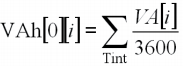 VAh[0][i] = ∑ VA[i] / 3600
Tint